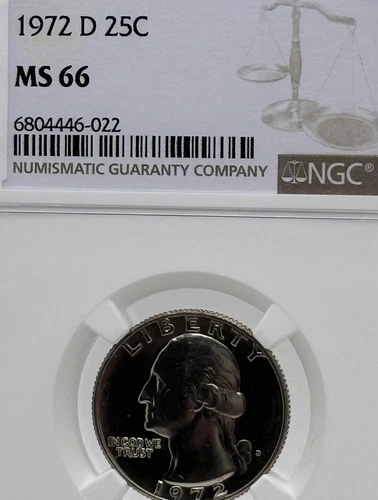 1972 D 25C
MS 66
6804446-022
NUMISMATIC GUARANTY COMPANY
NGC®
LIBERTY
IN GOD WE
TRUST
D
1972